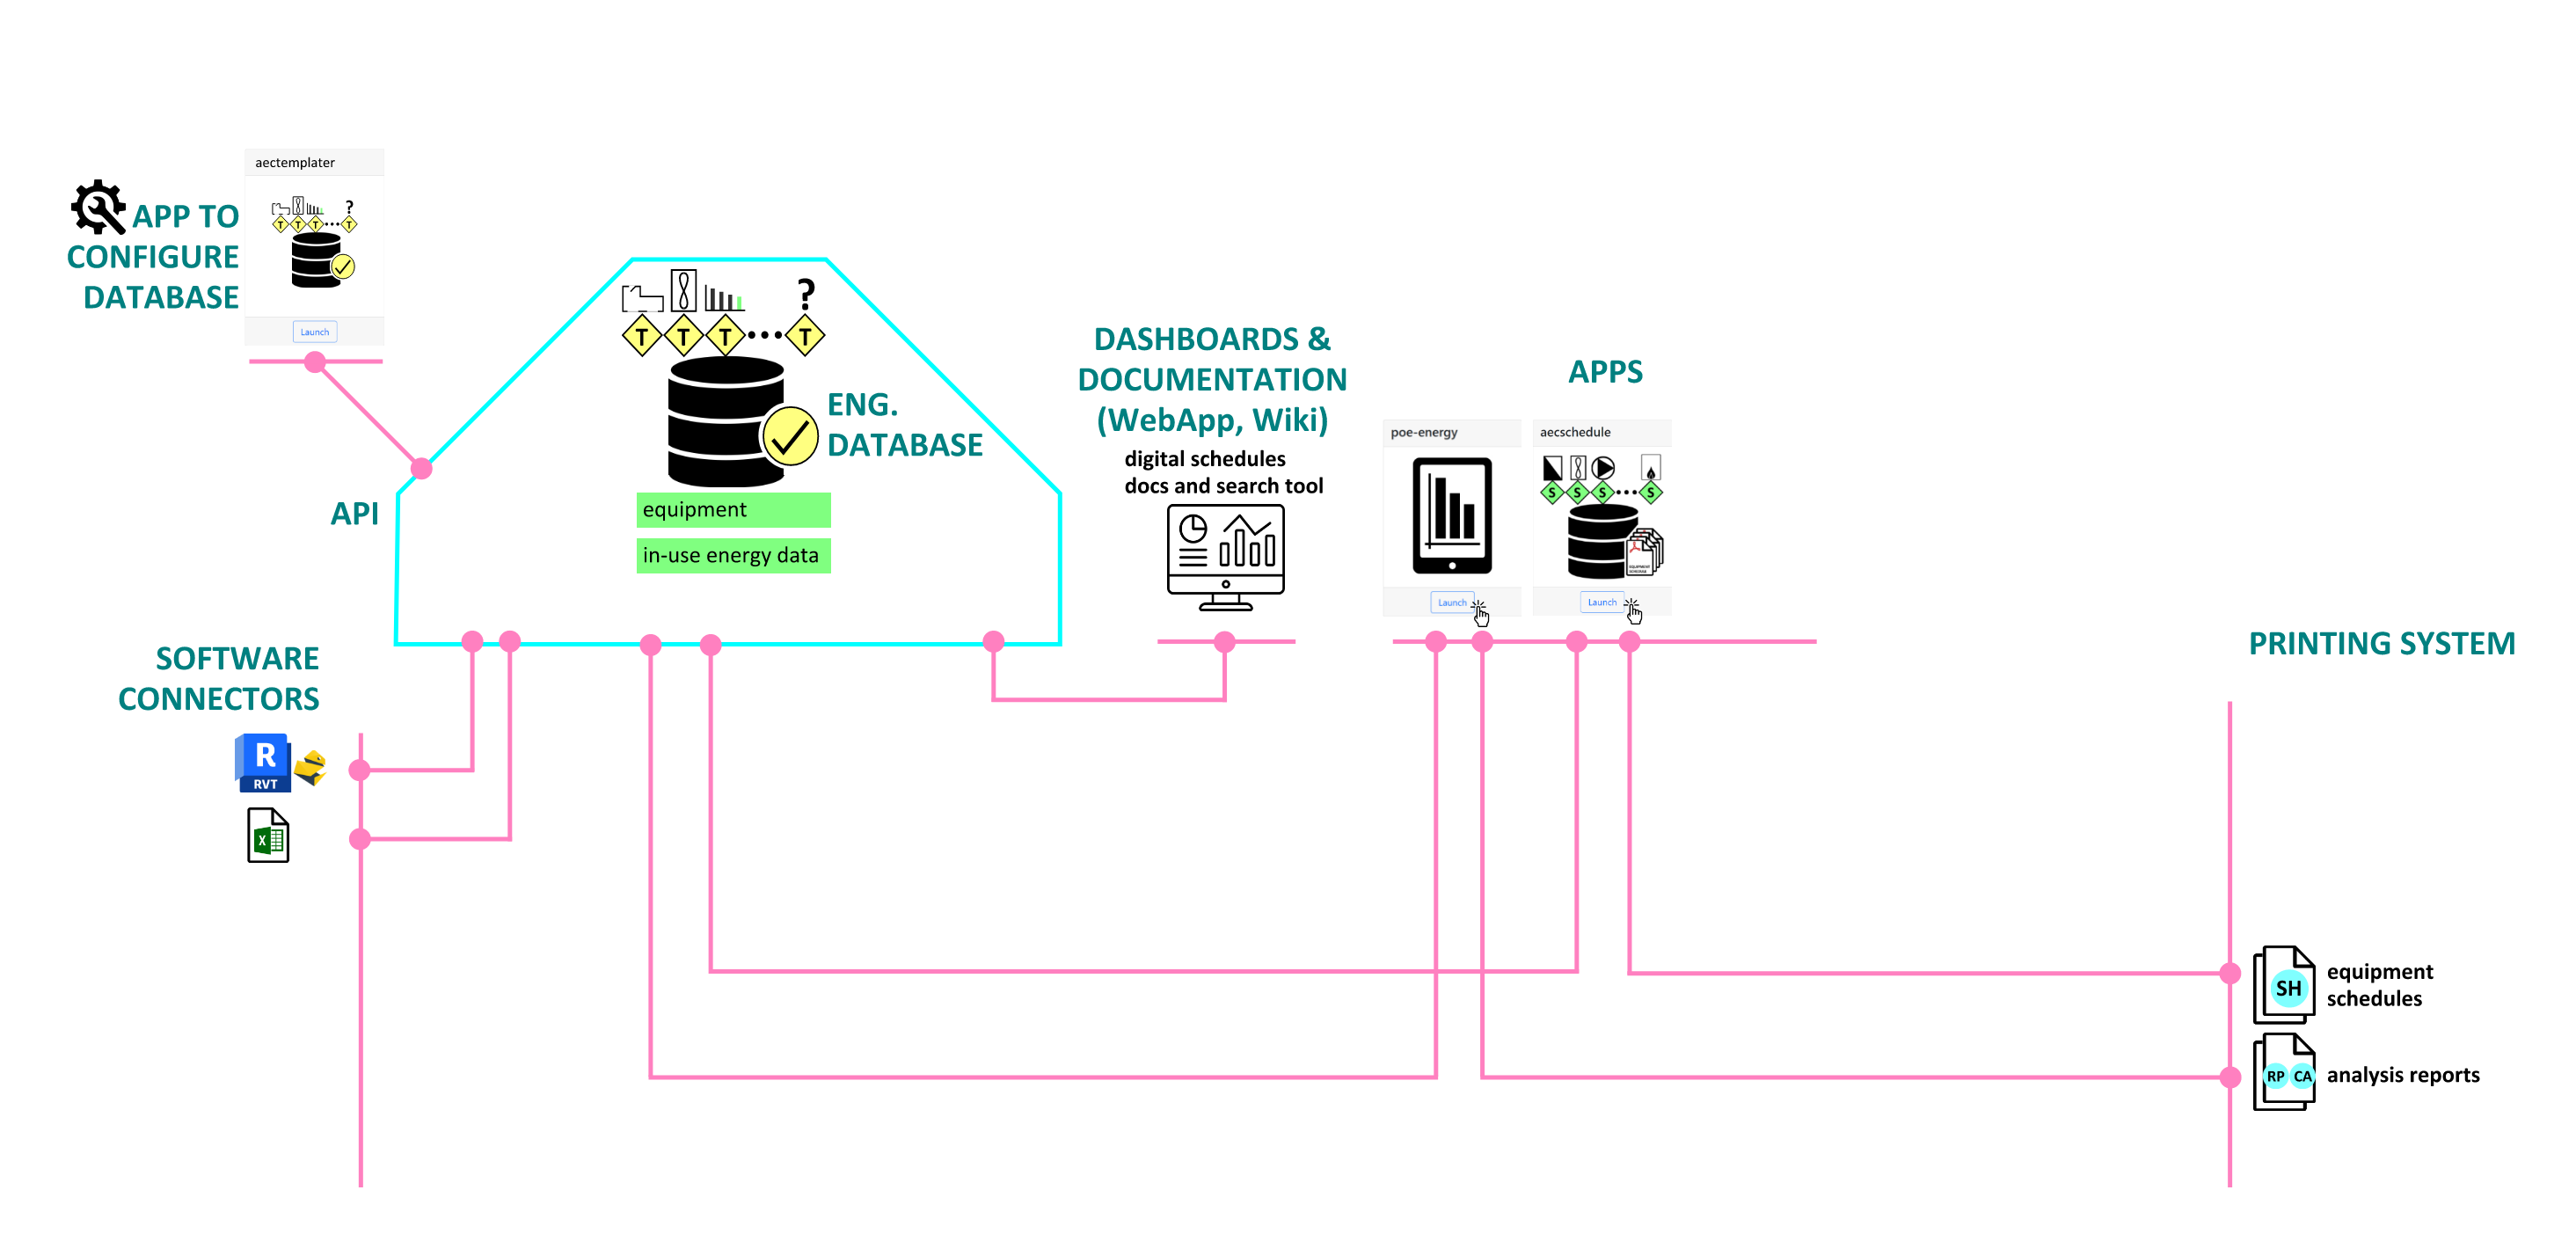 aectemplater
?
T T T T
Launch
APP TO
CONFIGURE
DATABASE
?
T T T T
ENG.
DATABASE
equipment
in-use energy data
API
DASHBOARDS &
DOCUMENTATION
(WebApp, Wiki)
digital schedules
docs and search tool
APPS
poe-energy
Launch
aecschedule
S S S S
EQUIPMENT
Launch
SOFTWARE
CONNECTORS
R
RVT
X
PRINTING SYSTEM
SH
equipment
schedules
RP CA
analysis reports